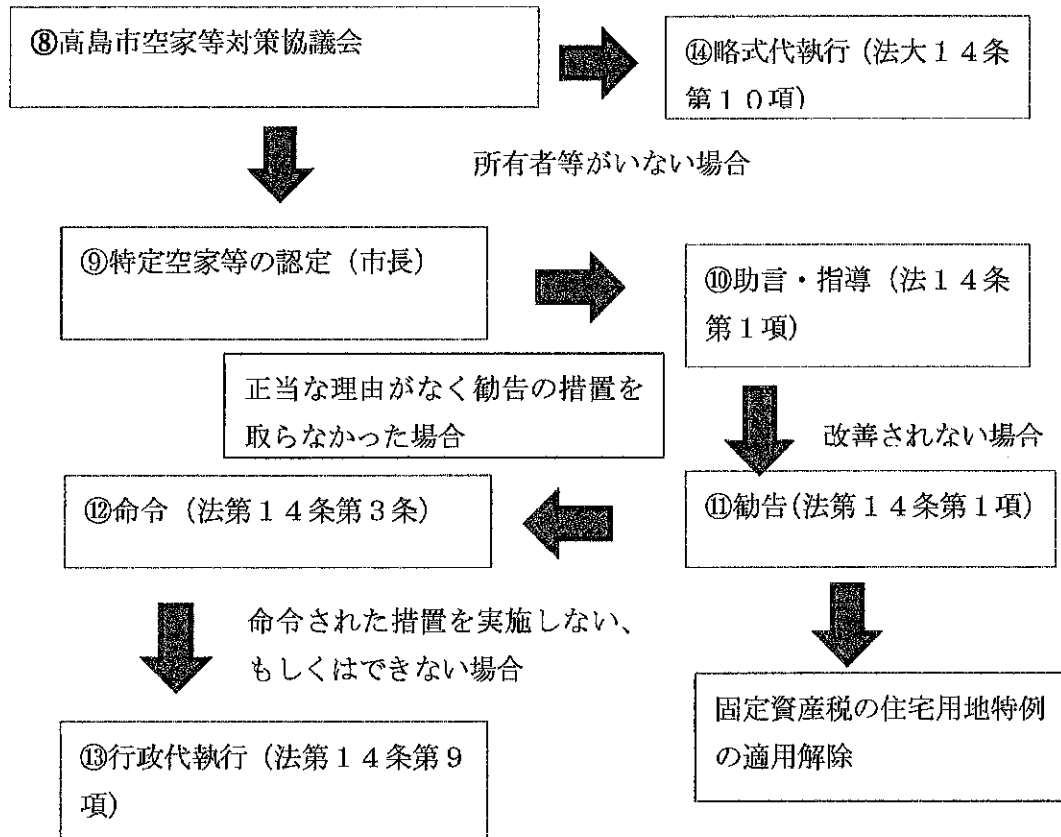 ⑧高島市空家等対策協議会
⑭略式代執行（法大１４条
第１０項）
所有者等がいない場合
⑨特定空家等の認定（市長）
⑩助言・指導（法１４条
第１項）
正当な理由がなく勧告の措置を
取らなかった場合
改善されない場合
⑫命令（法第１４条第３条）
⑪勧告(法第１４条第１項）
命令された措置を実施しない、
もしくはできない場合
固定資産税の住宅用地特例
の適用解除
⑬行政代執行（法第１４条第９
項）